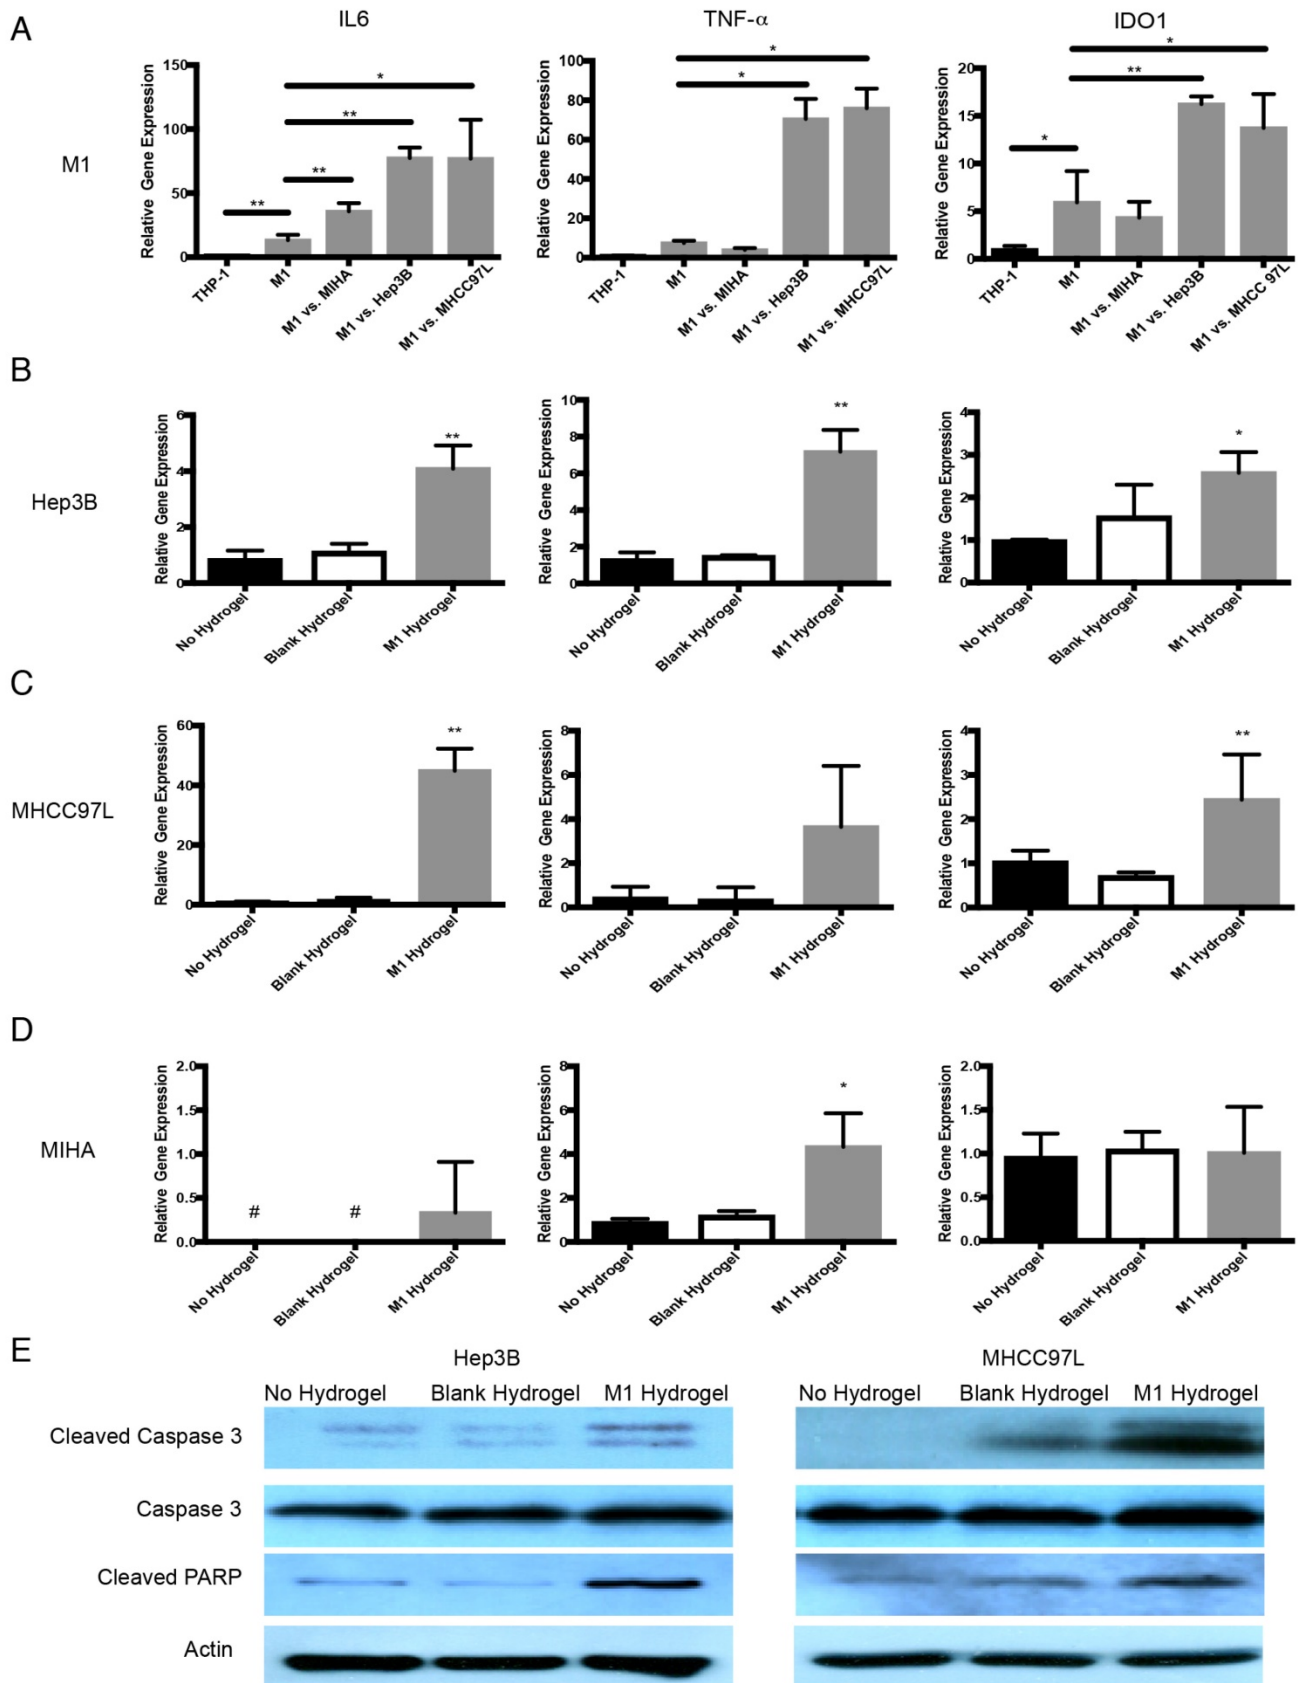 A
IL6
TNF-α
IDO1
M1
Relative Gene Expression
150
100
50
0
**
**
**
*
THP-1
M1
M1 vs. MIHA
M1 vs. Hep3B
M1 vs. MHCC97L
Relative Gene Expression
100
80
60
40
20
0
*
*
THP-1
M1
M1 vs. MIHA
M1 vs. Hep3B
M1 vs. MHCC97L
Relative Gene Expression
20
15
10
5
0
*
**
*
THP-1
M1
M1 vs. MIHA
M1 vs. Hep3B
M1 vs. MHCC 97L
B
Hep3B
Relative Gene Expression
6
4
2
0
**
No Hydrogel
Blank Hydrogel
M1 Hydrogel
Relative Gene Expression
10
8
6
4
2
0
**
No Hydrogel
Blank Hydrogel
M1 Hydrogel
Relative Gene Expression
4
3
2
1
0
*
No Hydrogel
Blank Hydrogel
M1 Hydrogel
C
MHCC97L
Relative Gene Expression
60
40
20
0
**
No Hydrogel
Blank Hydrogel
M1 Hydrogel
Relative Gene Expression
8
6
4
2
0
No Hydrogel
Blank Hydrogel
M1 Hydrogel
Relative Gene Expression
4
3
2
1
0
**
No Hydrogel
Blank Hydrogel
M1 Hydrogel
D
MIHA
Relative Gene Expression
2.0
1.5
1.0
0.5
0.0
#
#
No Hydrogel
Blank Hydrogel
M1 Hydrogel
Relative Gene Expression
8
6
4
2
0
*
No Hydrogel
Blank Hydrogel
M1 Hydrogel
Relative Gene Expression
2.0
1.5
1.0
0.5
0.0
No Hydrogel
Blank Hydrogel
M1 Hydrogel
E
Hep3B
MHCC97L
No Hydrogel Blank Hydrogel M1 Hydrogel
No Hydrogel Blank Hydrogel M1 Hydrogel
Cleaved Caspase 3
Caspase 3
Cleaved PARP
Actin